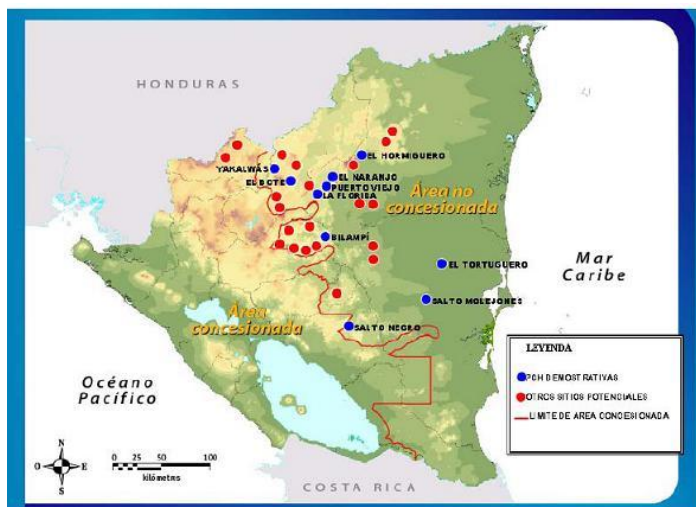 HONDURAS
EL HORMIGUERO
YAKALWÁS
EL NARANJO
EL BOTE
PUERTO VIEJO
LA FLORIDA
Área no
concesionada
BILAMPÍ
Mar
Caribe
EL TORTUGUERO
SALTO MOLEJONES
Área
concesionada
SALTO NEGRO
LEYENDA
PCH DEMOSTRATIVAS
OTROS SITIOS POTENCIALES
LIMITE DE AREA CONCESIONADA
Océano
Pacífico
N
O E
S
0 25 50 100
kilómetros
COSTA RICA